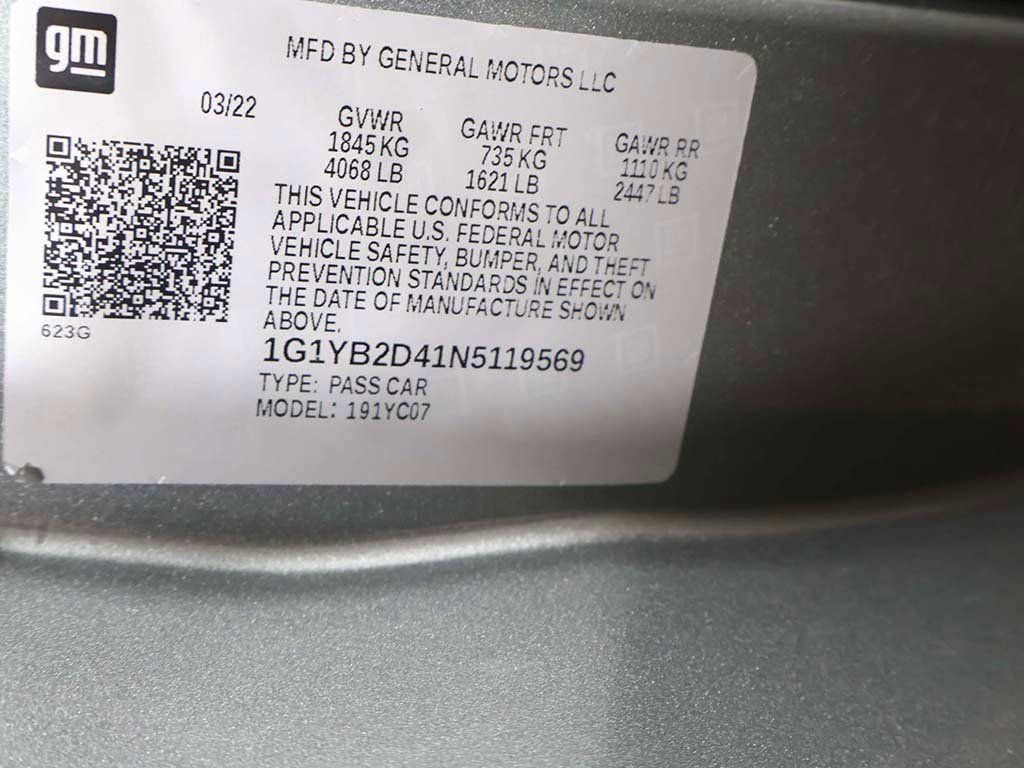 gm
MFD BY GENERAL MOTORS LLC
03/22
GVWR
1845 KG
4068 LB
GAWR FRT
735 KG
1621 LB
GAWR RR
1110 KG
2447 LB
THIS VEHICLE CONFORMS TO ALL
APPLICABLE U.S. FEDERAL MOTOR
VEHICLE SAFETY, BUMPER, AND THEFT
PREVENTION STANDARDS IN EFFECT ON
THE DATE OF MANUFACTURE SHOWN
ABOVE.
623G
1G1YB2D41N5119569
TYPE: PASS CAR
MODEL: 191YC07